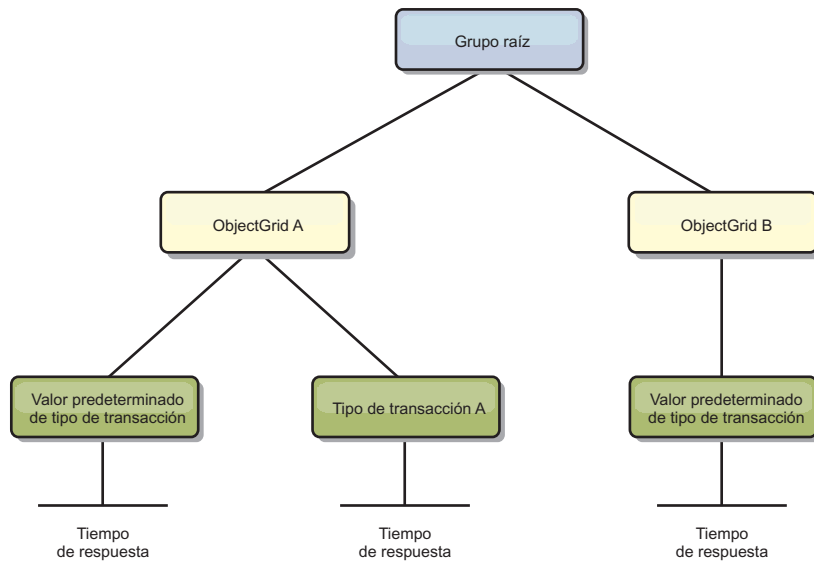 Grupo raíz
ObjectGrid A
ObjectGrid B
Valor predeterminado
de tipo de transacción
Tipo de transacción A
Valor predeterminado
de tipo de transacción
Tiempo
de respuesta
Tiempo
de respuesta
Tiempo
de respuesta